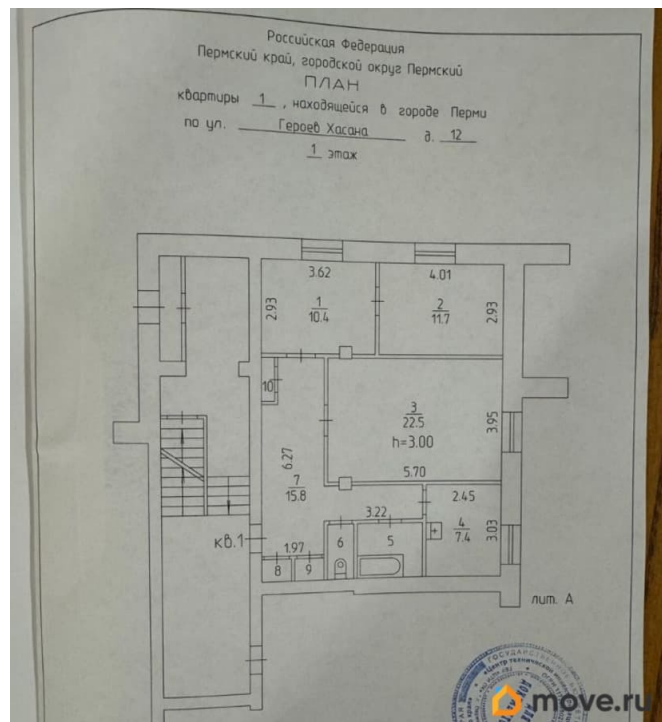 Российская Федерация
Пермский край, городской округ Пермский
ПЛАН
квартиры 1 , находящейся в городе Перми
по ул. Героев Хасана д. 12
1 этаж
3.62
4.01
2.93
1
10.4
2
11.7
2.93
10
3
22.5
h=3.00
3.95
6.27
7
15.8
5.70
2.45
3.22
4
7.4
3.03
кв.1
1.97
6
5
8
9
лит. А
move.ru